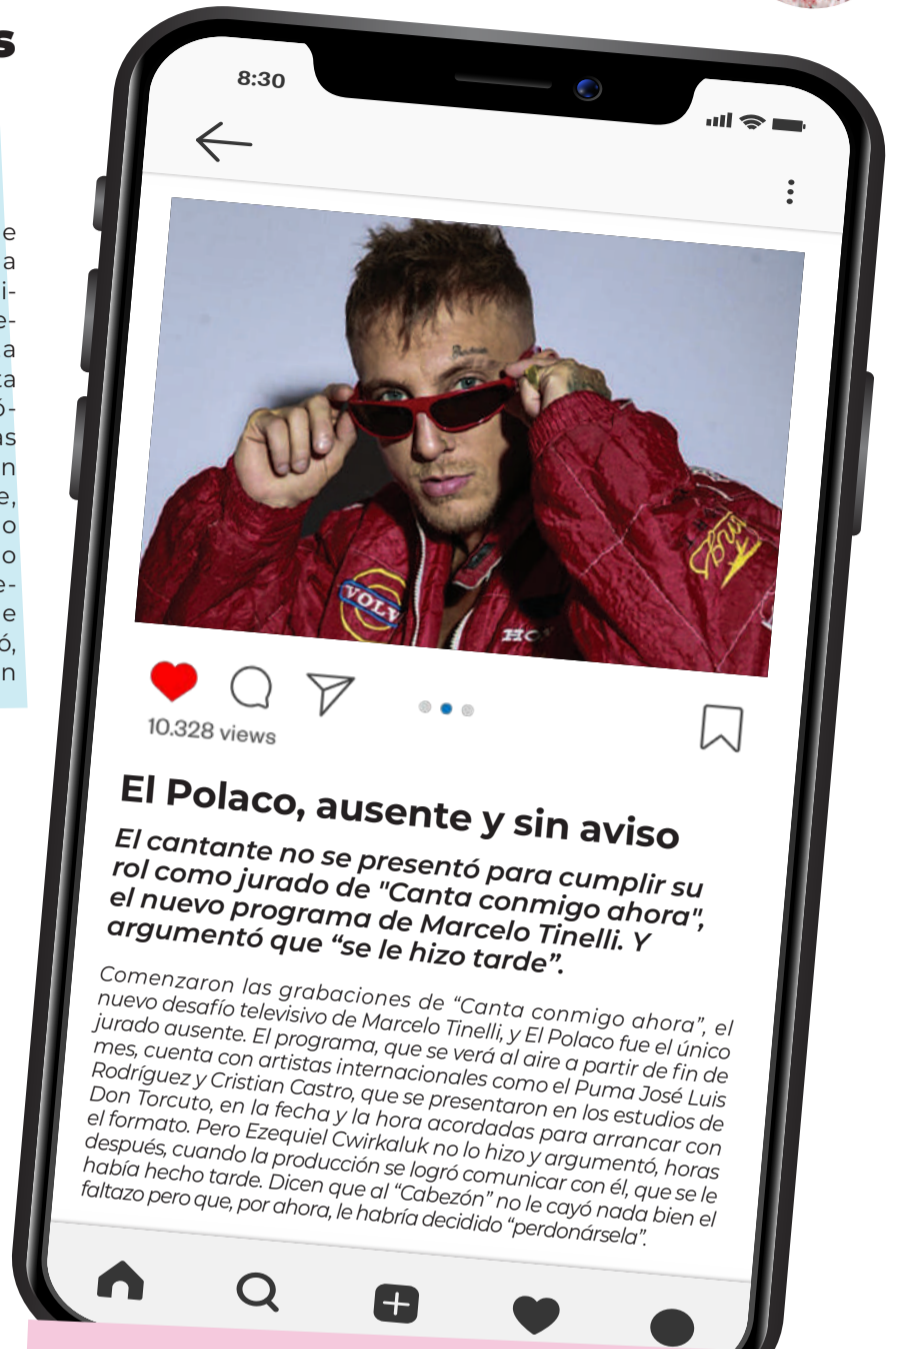 s
e
a
i-
e-
a
ta
ó-
as
n
e,
o
o
e-
e
ó,
n
8:30
VOLV
HO
10.328 views
El Polaco, ausente y sin aviso
El cantante no se presentó para cumplir su
rol como jurado de "Canta conmigo ahora",
el nuevo programa de Marcelo Tinelli. Y
argumentó que “se le hizo tarde”.
Comenzaron las grabaciones de “Canta conmigo ahora”, el
nuevo desafío televisivo de Marcelo Tinelli, y El Polaco fue el único
jurado ausente. El programa, que se verá al aire a partir de fin de
mes, cuenta con artistas internacionales como el Puma José Luis
Rodríguez y Cristian Castro, que se presentaron en los estudios de
Don Torcuto, en la fecha y la hora acordadas para arrancar con
el formato. Pero Ezequiel Cwirkaluk no lo hizo y argumentó, horas
después, cuando la producción se logró comunicar con él, que se le
había hecho tarde. Dicen que al “Cabezón” no le cayó nada bien el
faltazo pero que, por ahora, le habría decidido “perdonársela”.